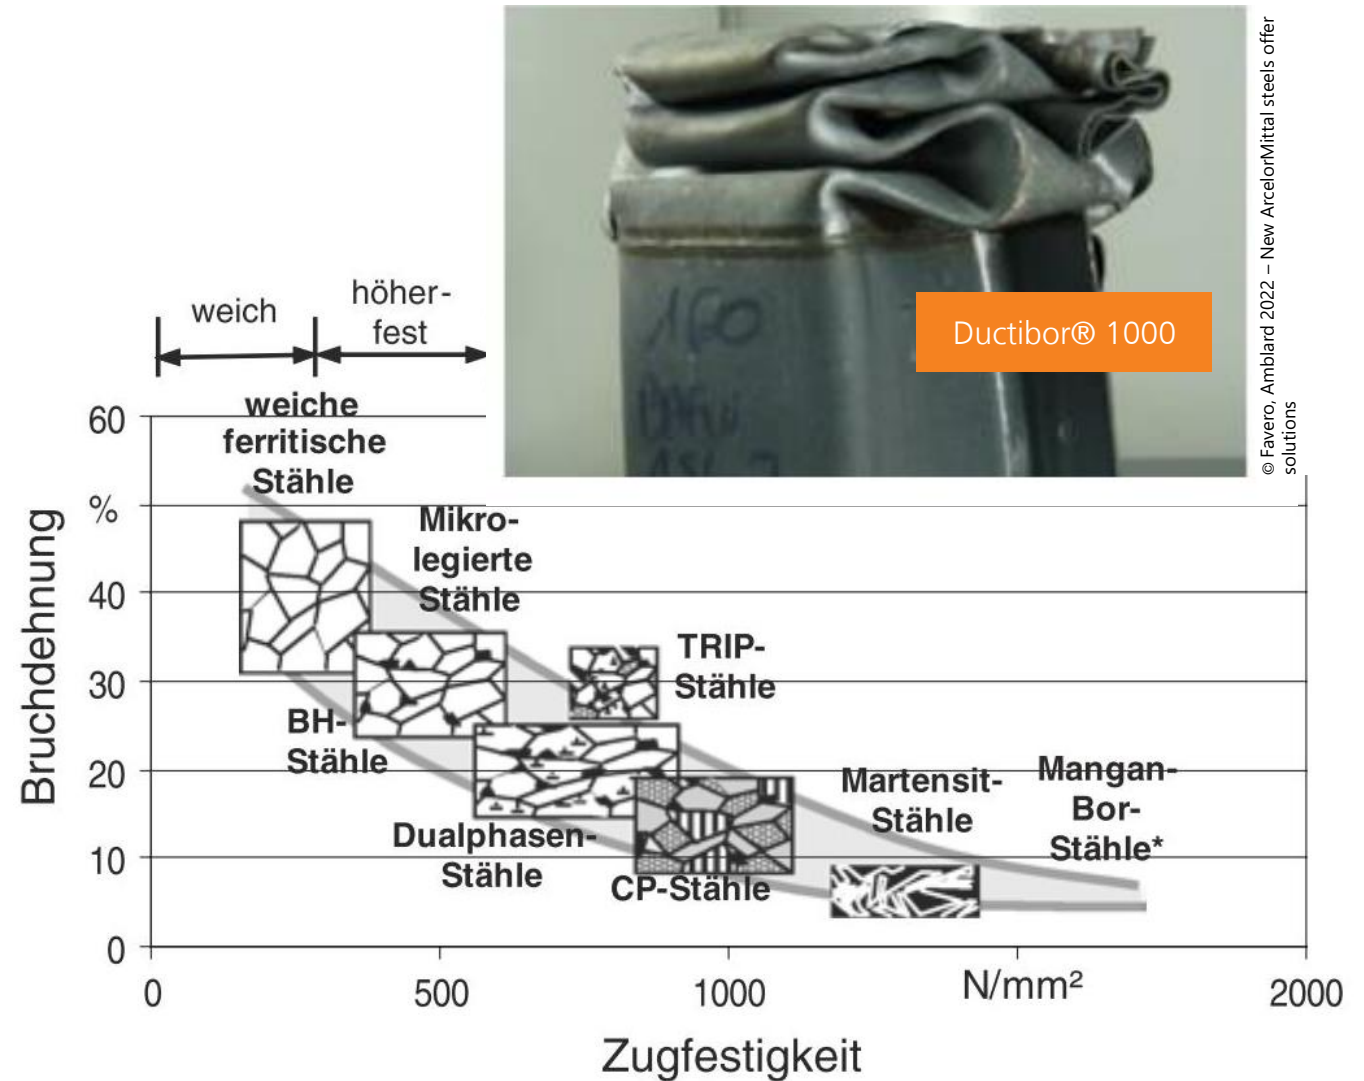 © Favero, Amblard 2022 – New ArcelorMittal steels offer
solutions
160
Ductibor® 1000
weich
höher-
fest
weiche
ferritische
Stähle
Mikro-
legierte
Stähle
TRIP-
Stähle
BH-
Stähle
Dualphasen-
Stähle
CP-Stähle
Martensit-
Stähle
Mangan-
Bor-
Stähle*
Bruchdehnung
60
%
40
30
20
10
0
0
500
1000
N/mm²
2000
Zugfestigkeit